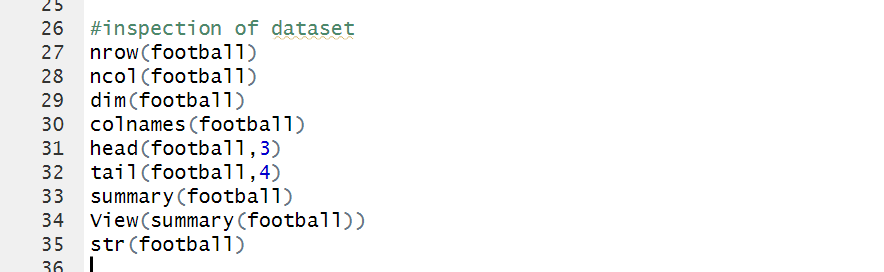 25
26 #inspection of dataset
27 nrow(football)
28 ncol(football)
29 dim(football)
30 colnames(football)
31 head(football,3)
32 tail(football,4)
33 summary(football)
34 View(summary(football))
35 str(football)
36